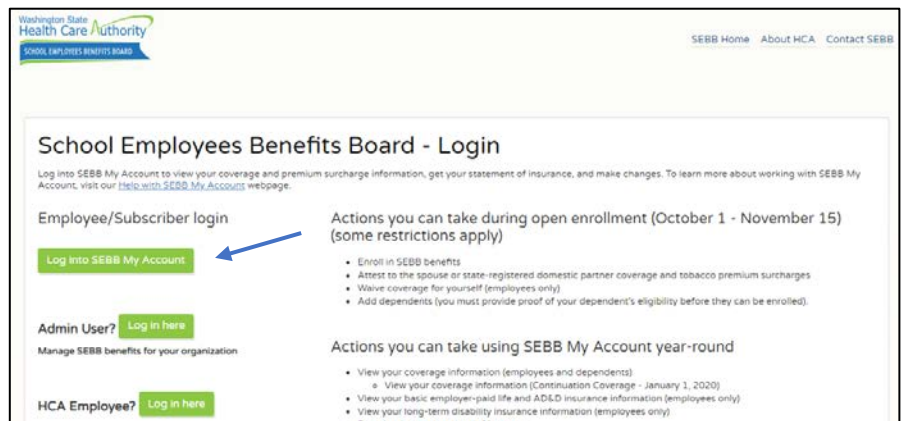 Washington State
Health Care Authority
SCHOOL EMPLOYEES BENEFITS BOARD
SEBB Home About HCA Contact SEBB
School Employees Benefits Board - Login
Log into SEBB My Account to view your coverage and premium surcharge information, get your statement of insurance, and make changes. To learn more about working with SEBB My
Account, visit our Help with SEBB My Account webpage.
Employee/Subscriber login
Log into SEBB My Account
Admin User? Log in here
Manage SEBB benefits for your organization
HCA Employee? Log in here
Actions you can take during open enrollment (October 1 - November 15)
(some restrictions apply)
• Enroll in SEBB benefits
• Attest to the spouse or state-registered domestic partner coverage and tobacco premium surcharges
• Waive coverage for yourself (employees only)
• Add dependents (you must provide proof of your dependent's eligibility before they can be enrolled).
Actions you can take using SEBB My Account year-round
• View your coverage information (employees and dependents)
o View your coverage information (Continuation Coverage - January 1, 2020)
• View your basic employer-paid life and AD&D insurance information (employees only)
• View your long-term disability insurance information (employees only)